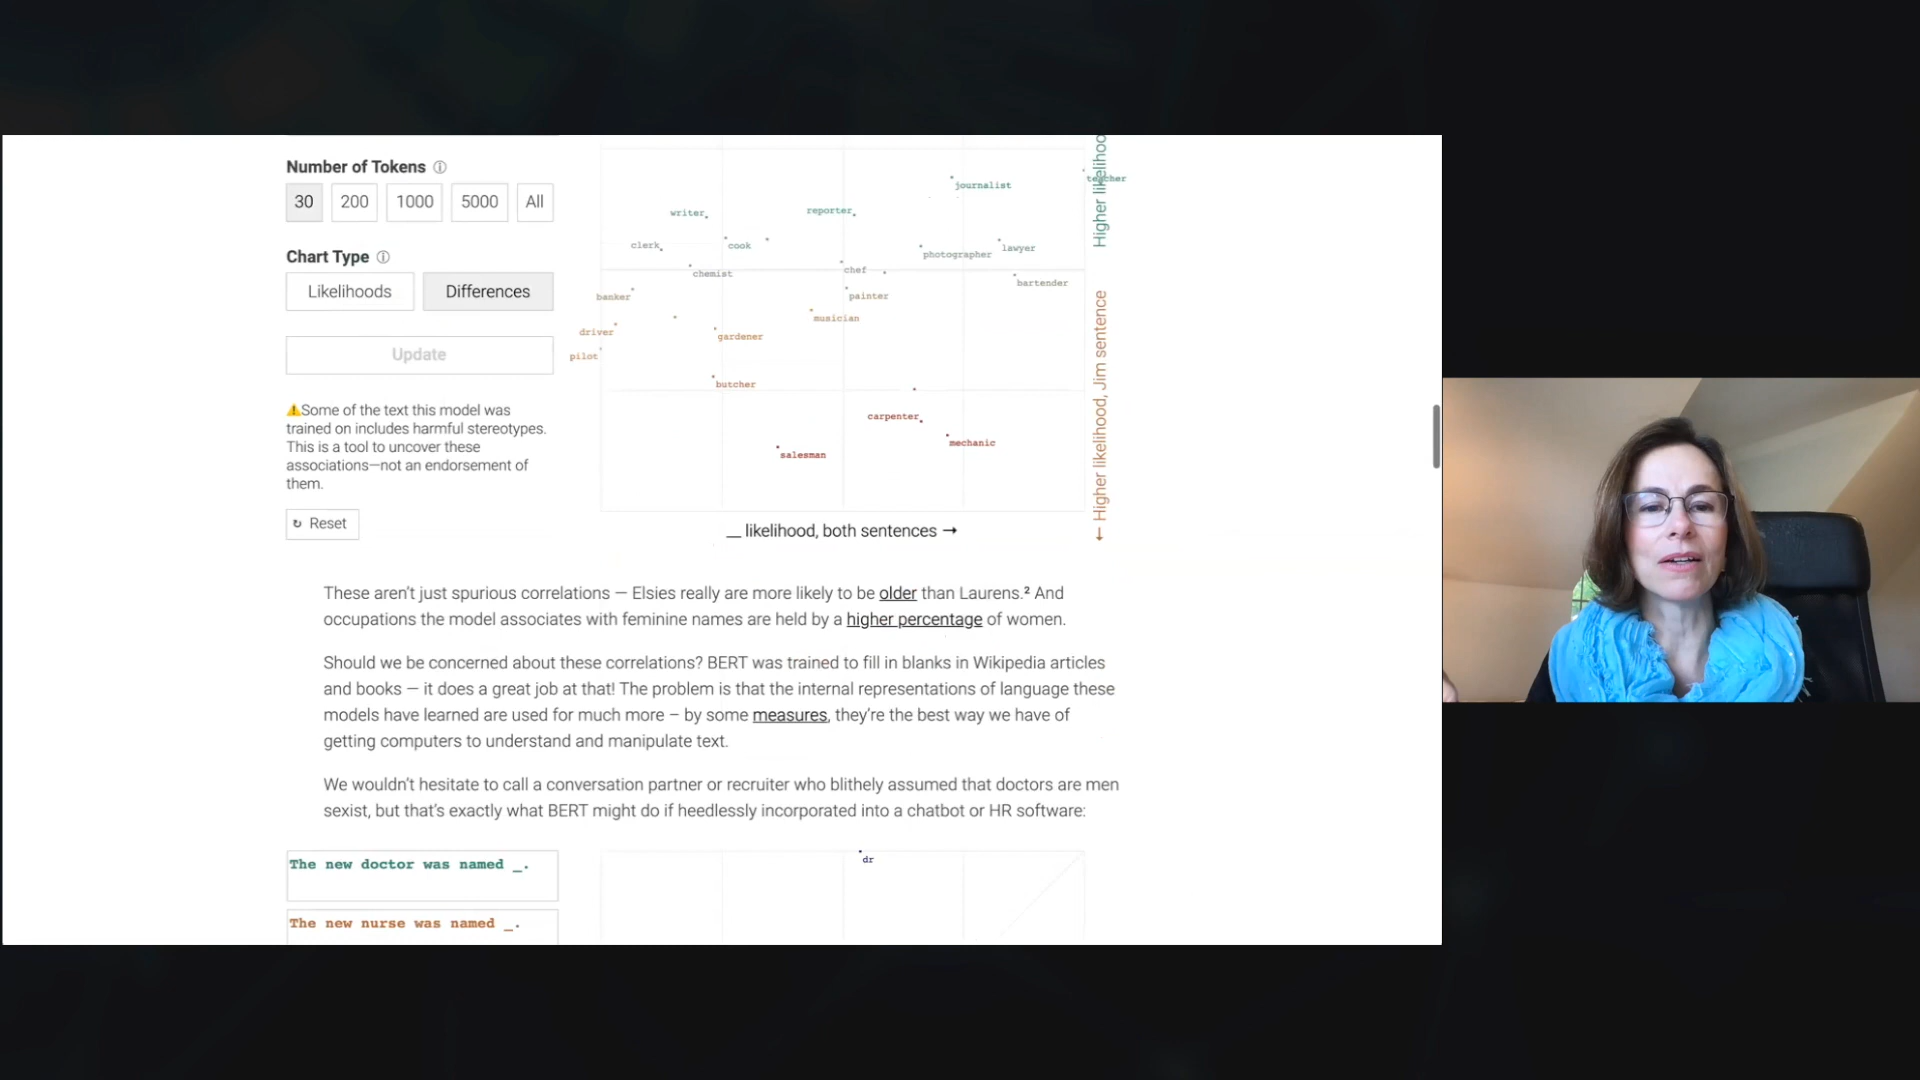 Number of Tokens
30 200 1000 5000 All
Chart Type
Likelihoods Differences
Update
⚠️Some of the text this model was
trained on includes harmful stereotypes.
This is a tool to uncover these
associations—not an endorsement of
them.
↻ Reset
journalist
teacher
writer
reporter
clerk
cook
photographer
lawyer
chemist
chef
bartender
banker
painter
musician
driver
gardener
pilot
butcher
carpenter
mechanic
salesman
Higher likelihoo
← Higher likelihood, Jim sentence
__ likelihood, both sentences →
These aren't just spurious correlations — Elsies really are more likely to be older than Laurens.² And
occupations the model associates with feminine names are held by a higher percentage of women.
Should we be concerned about these correlations? BERT was trained to fill in blanks in Wikipedia articles
and books — it does a great job at that! The problem is that the internal representations of language these
models have learned are used for much more – by some measures, they're the best way we have of
getting computers to understand and manipulate text.
We wouldn't hesitate to call a conversation partner or recruiter who blithely assumed that doctors are men
sexist, but that's exactly what BERT might do if heedlessly incorporated into a chatbot or HR software:
The new doctor was named _.
dr
The new nurse was named _.